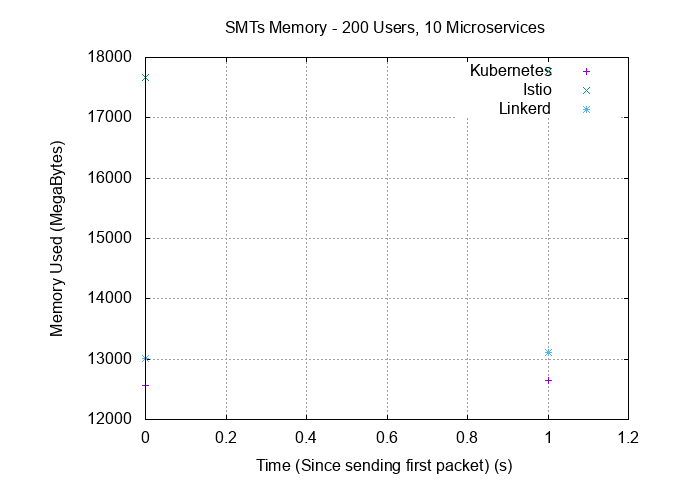 SMTs Memory - 200 Users, 10 Microservices
18000
Kubernetes
Istio
Linkerd
17000
16000
15000
14000
13000
12000
Memory Used (MegaBytes)
0 0.2 0.4 0.6 0.8 1 1.2
Time (Since sending first packet) (s)